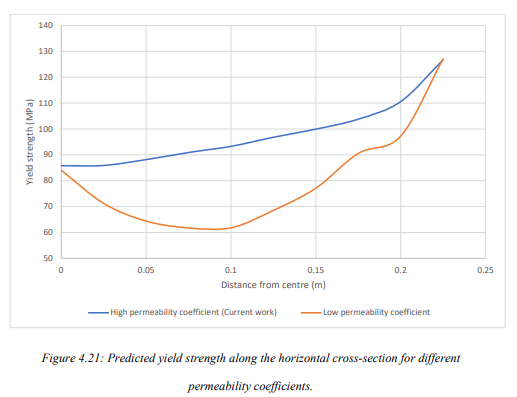 140
130
120
110
100
90
80
70
60
50
Yield strength (MPa)
0
0.05
0.1
0.15
0.2
0.25
Distance from centre (m)
High permeability coefficient (Current work)
Low permeability coefficient
Figure 4.21: Predicted yield strength along the horizontal cross-section for different
permeability coefficients.